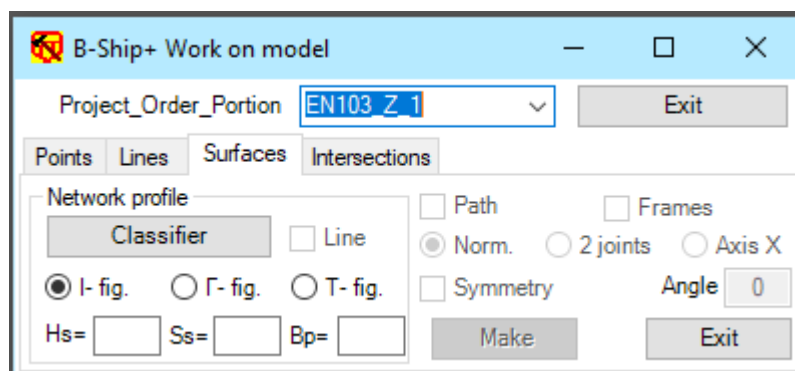 B-Ship+ Work on model
Project_Order_Portion EN103_Z_1 Exit
Points Lines Surfaces Intersections
Network profile
Classifier Line
I- fig. Г- fig. T- fig.
Hs= Ss= Bp=
Path Frames
Norm. 2 joints Axis X
Symmetry Angle 0
Make Exit